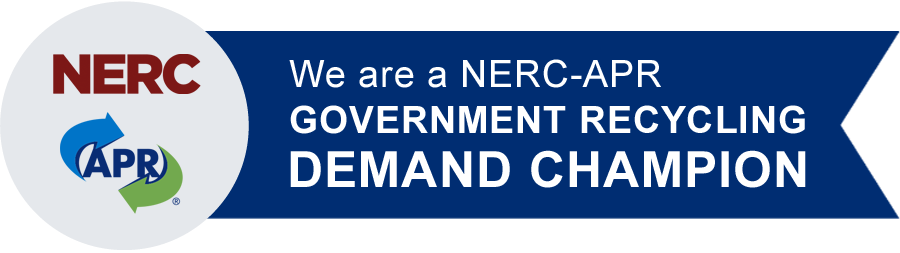 NERC
APR
®
We are a NERC-APR
GOVERNMENT RECYCLING
DEMAND CHAMPION